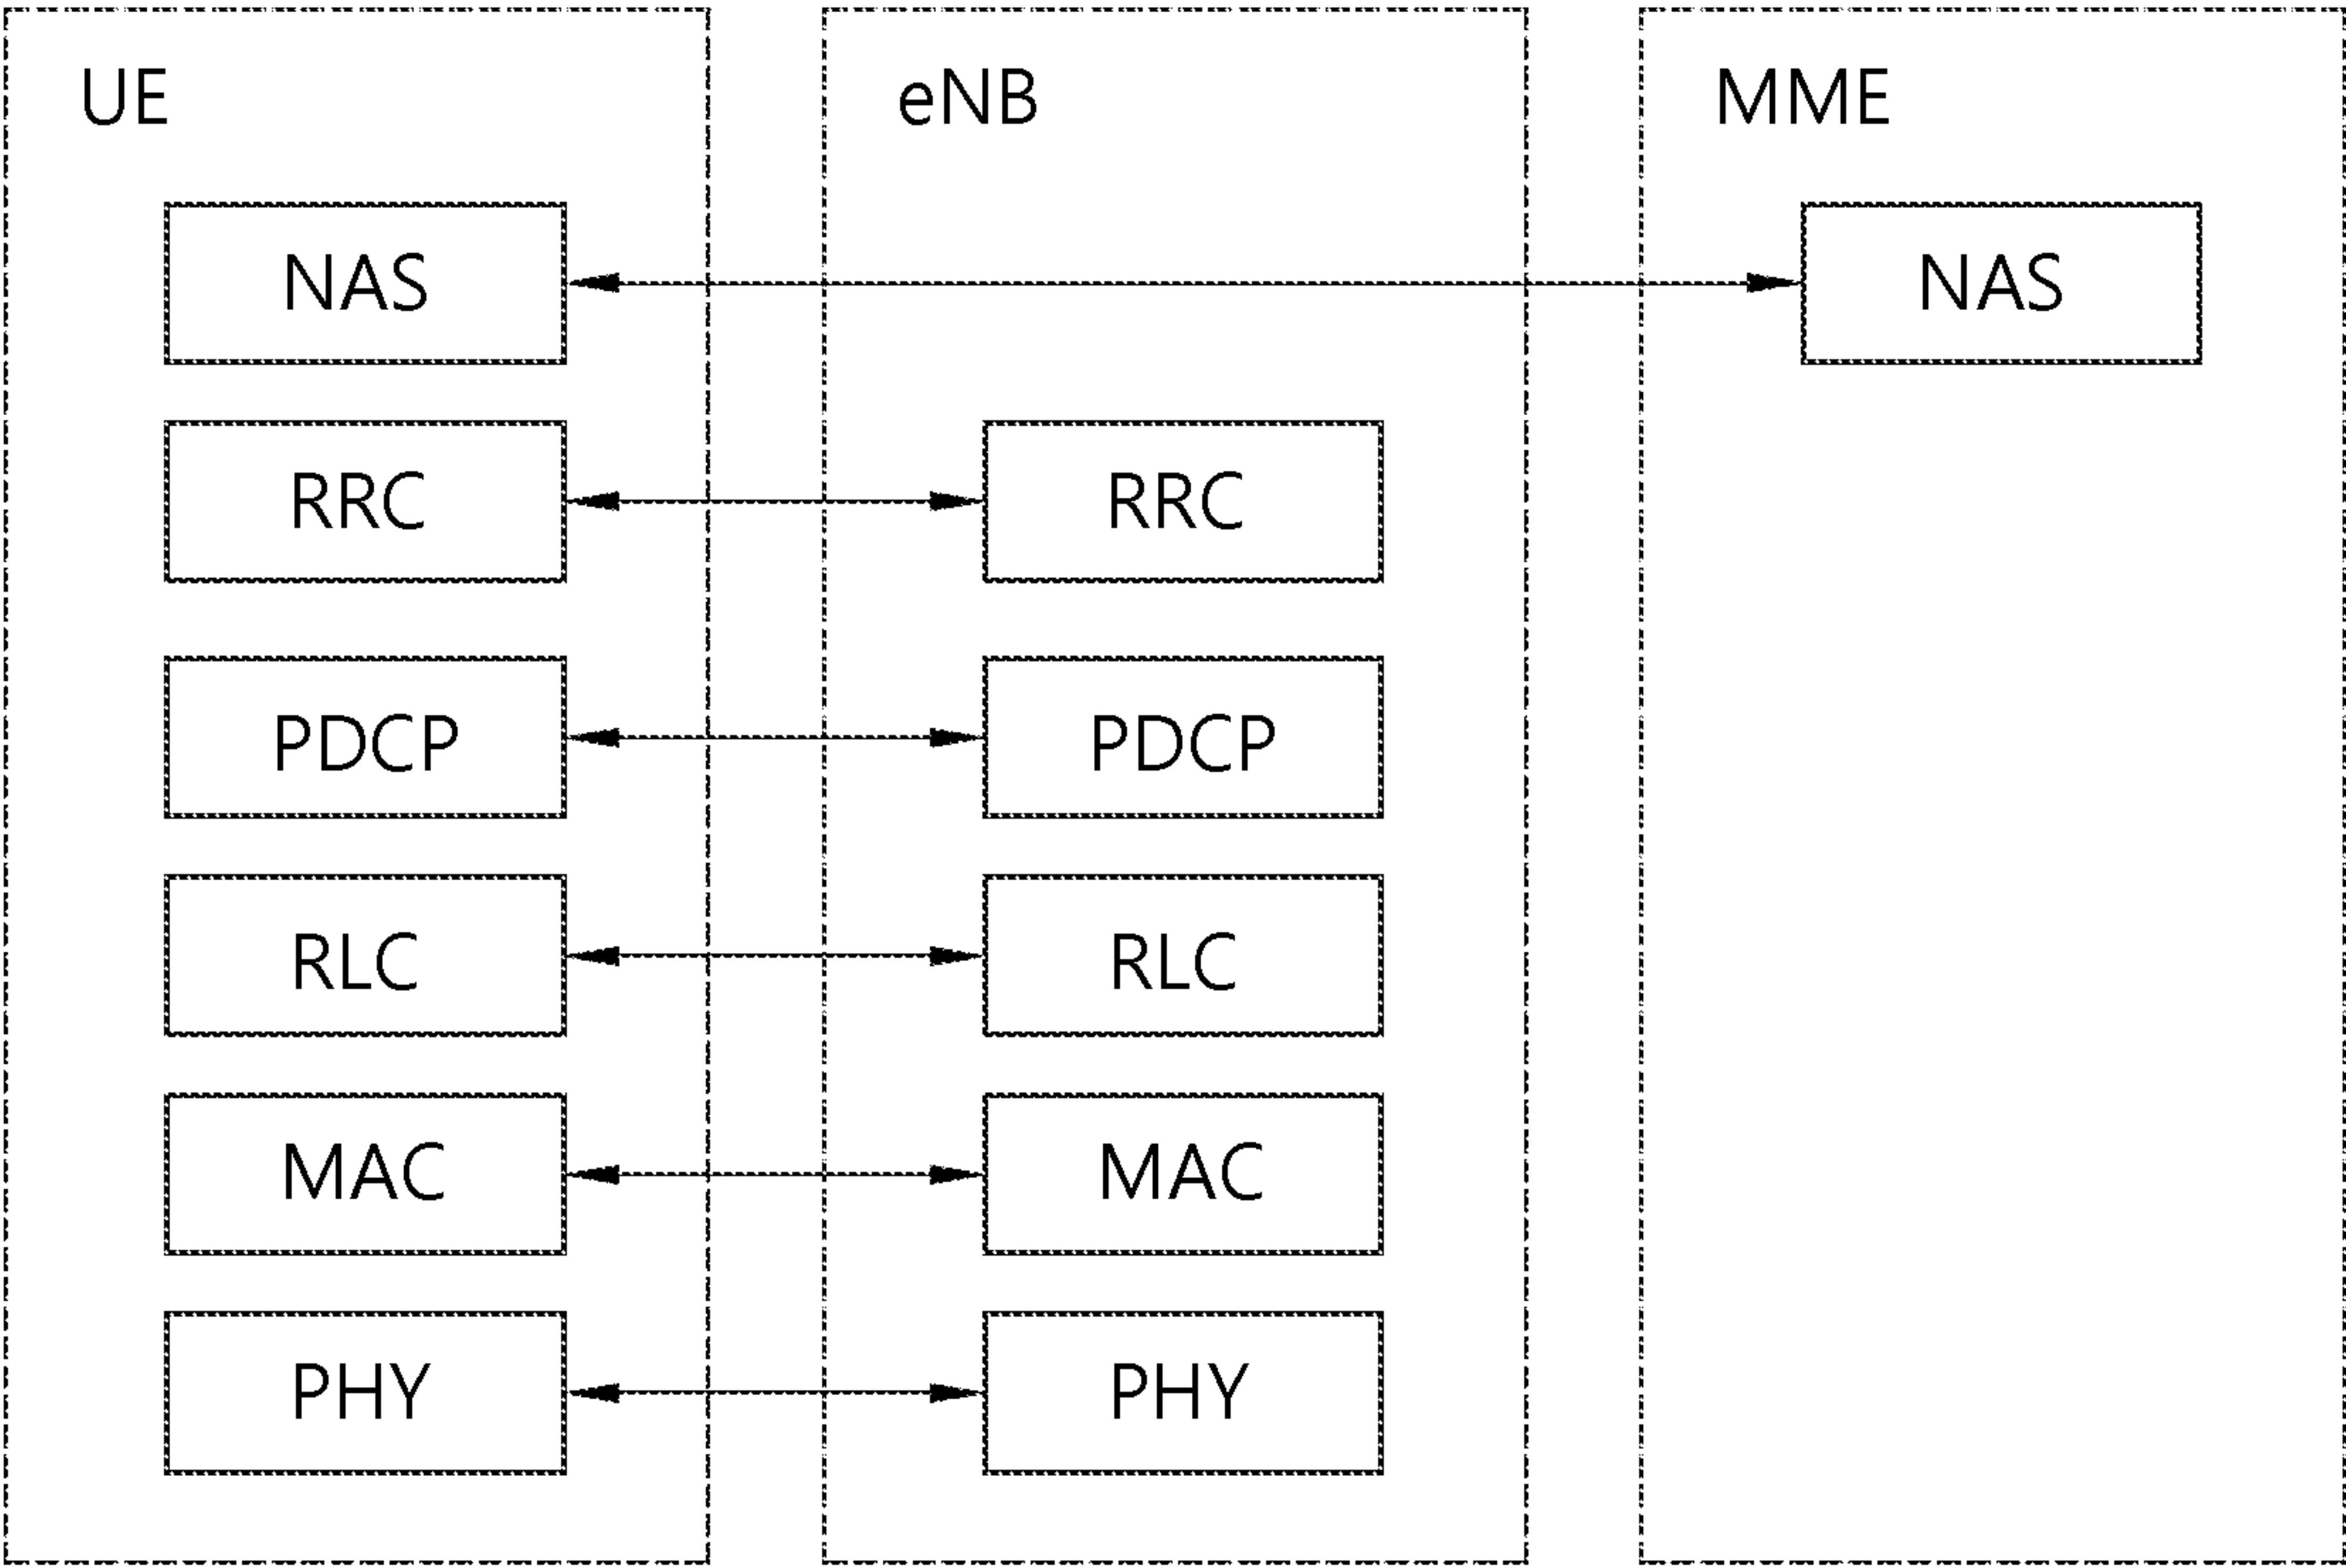 UE
eNB
MME
NAS
NAS
RRC
RRC
PDCP
PDCP
RLC
RLC
MAC
MAC
PHY
PHY